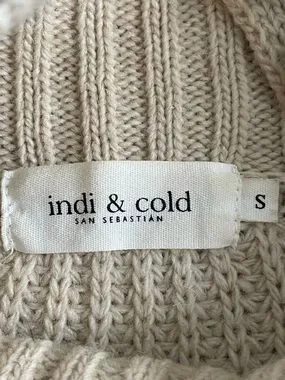 indi & cold
SAN SEBASTIÁN
S